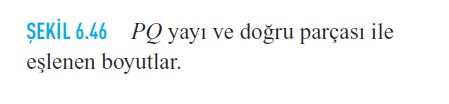 ŞEKİL 6.46 PQ yayı ve doğru parçası ile
eşlenen boyutlar.